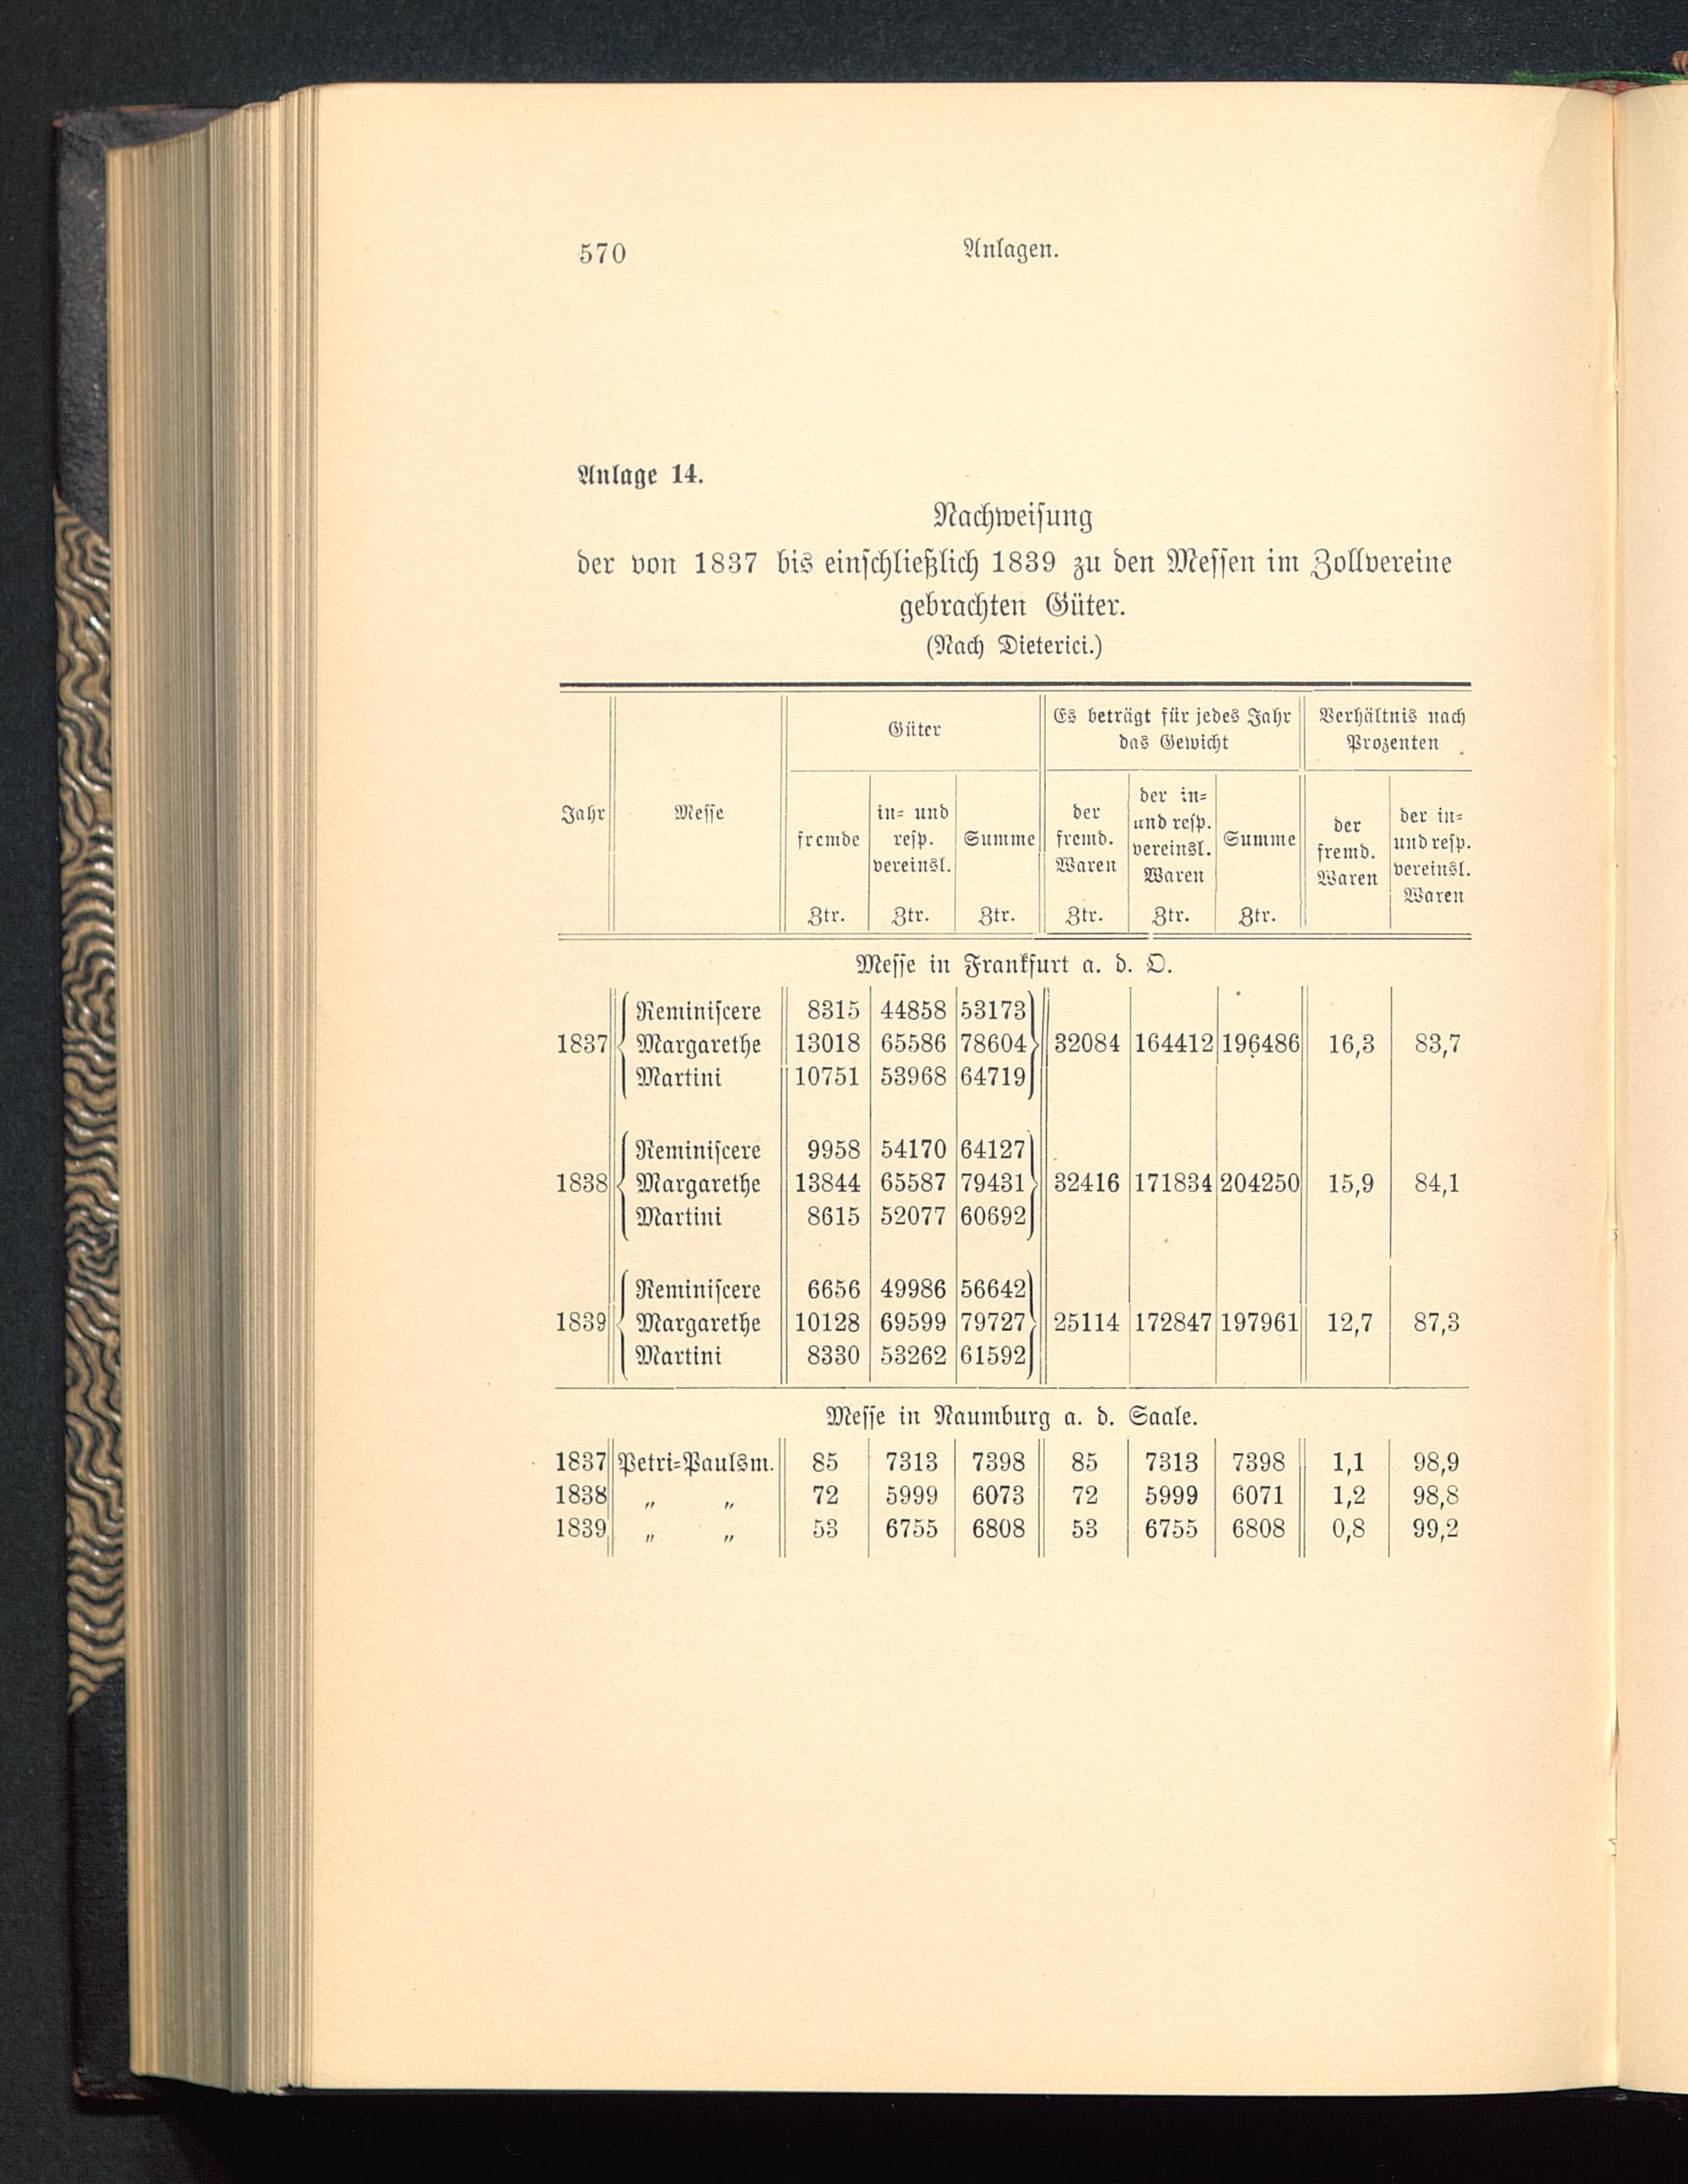 570 Anlagen.
Anlage 14.
Nachweisung
der von 1837 bis einschließlich 1839 zu den Messen im Zollvereine
gebrachten Güter.
(Nach Dieterici.)
Jahr
Messe
Güter
Es beträgt für jedes Jahr
das Gewicht
Verhältnis nach
Prozenten
fremde
Ztr.
in- und
resp.
vereinsl.
Ztr.
Summe
Ztr.
der
fremd.
Waren
Ztr.
der in-
und resp.
vereinsl.
Waren
Ztr.
Summe
Ztr.
der
fremd.
Waren
der in-
und resp.
vereinsl.
Waren
Messe in Frankfurt a. d. O.
Reminiscere 8315 44858 53173
1837 Margarethe 13018 65586 78604 32084 164412 196486 16,3 83,7
Martini 10751 53968 64719
Reminiscere 9958 54170 64127
1838 Margarethe 13844 65587 79431 32416 171834 204250 15,9 84,1
Martini 8615 52077 60692
Reminiscere 6656 49986 56642
1839 Margarethe 10128 69599 79727 25114 172847 197961 12,7 87,3
Martini 8330 53262 61592
Messe in Naumburg a. d. Saale.
1837 Petri-Paulsm. 85 7313 7398 85 7313 7398 1,1 98,9
1838 " " 72 5999 6073 72 5999 6071 1,2 98,8
1839 " " 53 6755 6808 53 6755 6808 0,8 99,2